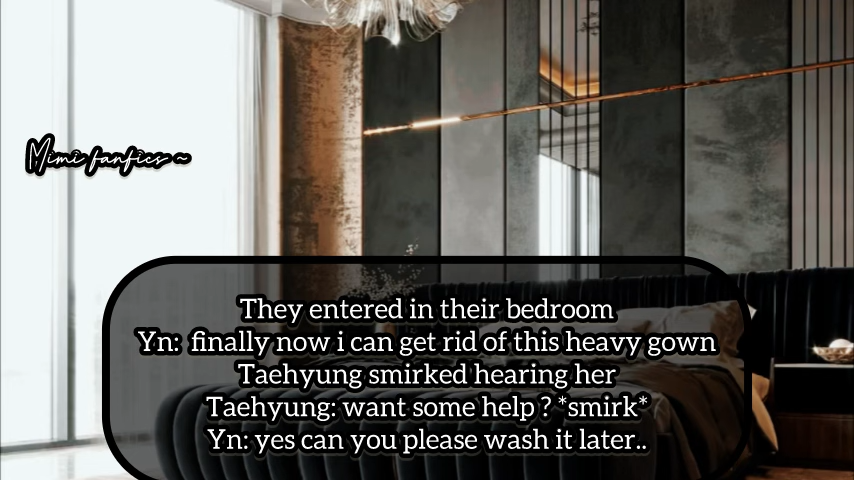 Mimi fanfics ~
They entered in their bedroom
Yn: finally now i can get rid of this heavy gown
Taehyung smirked hearing her
Taehyung: want some help ? *smirk*
Yn: yes can you please wash it later..